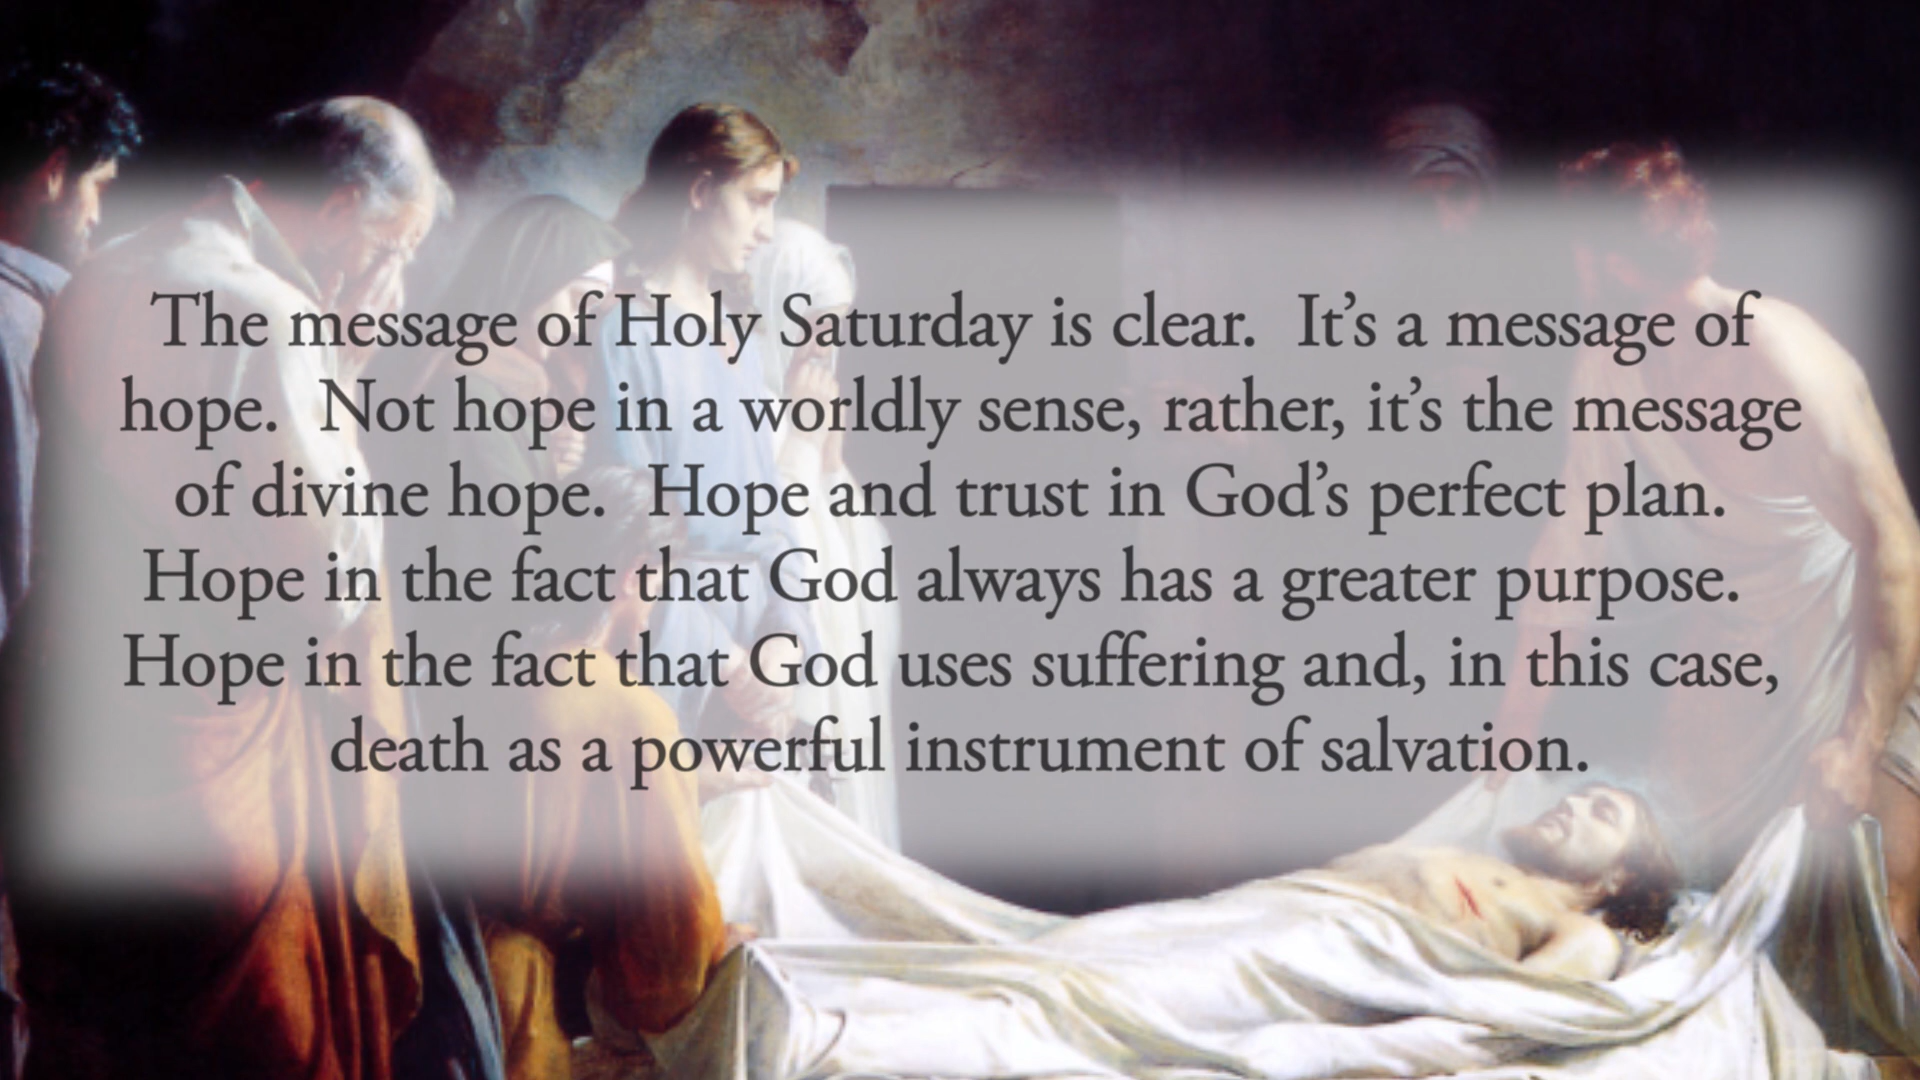 The message of Holy Saturday is clear.  It’s a message of
hope.  Not hope in a worldly sense, rather, it’s the message
of divine hope.  Hope and trust in God’s perfect plan.
Hope in the fact that God always has a greater purpose.
Hope in the fact that God uses suffering and, in this case,
death as a powerful instrument of salvation.